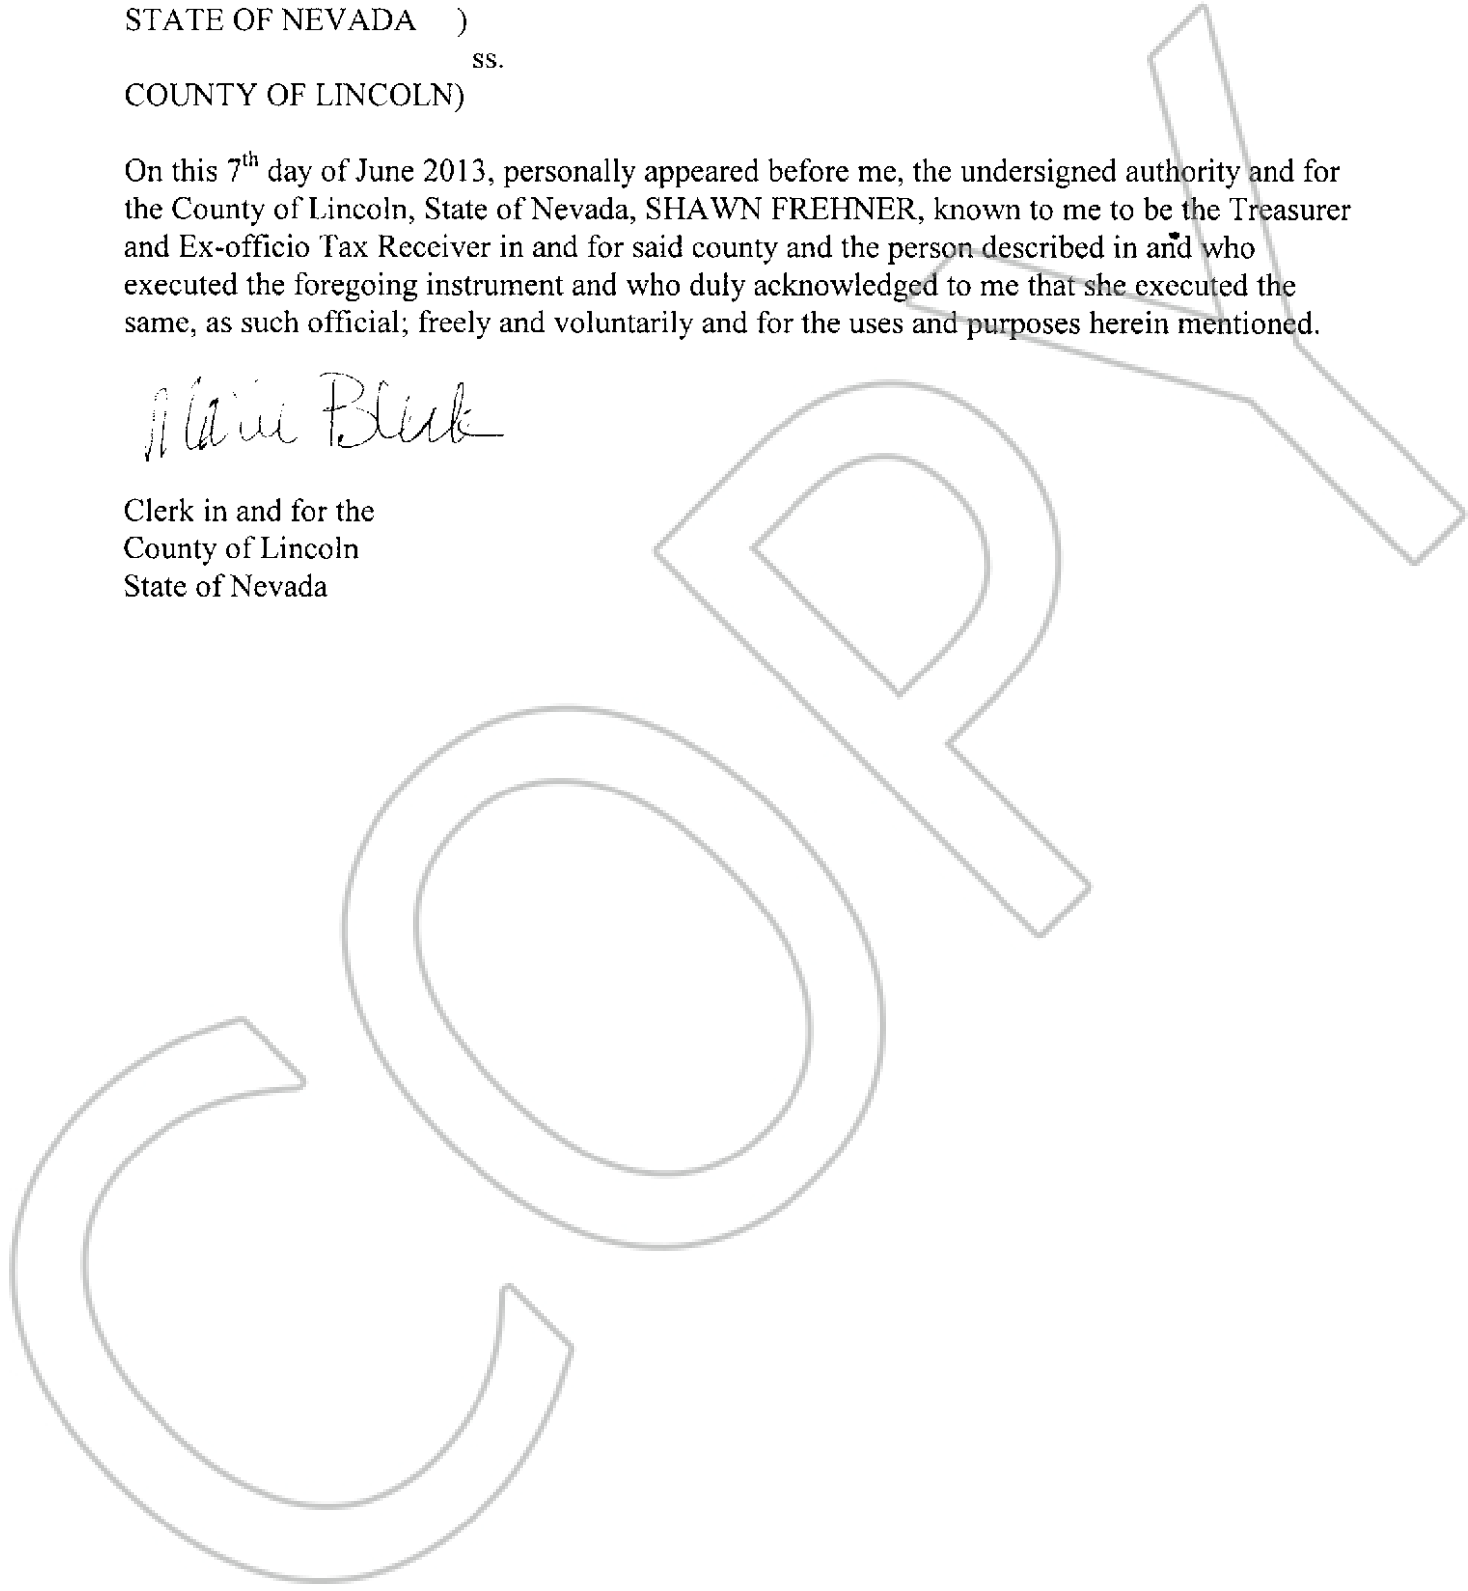 STATE OF NEVADA )
ss.
COUNTY OF LINCOLN)
On this 7th day of June 2013, personally appeared before me, the undersigned authority and for
the County of Lincoln, State of Nevada, SHAWN FREHNER, known to me to be the Treasurer
and Ex-officio Tax Receiver in and for said county and the person described in and who
executed the foregoing instrument and who duly acknowledged to me that she executed the
same, as such official; freely and voluntarily and for the uses and purposes herein mentioned.
Clerk in and for the
County of Lincoln
State of Nevada
COPY